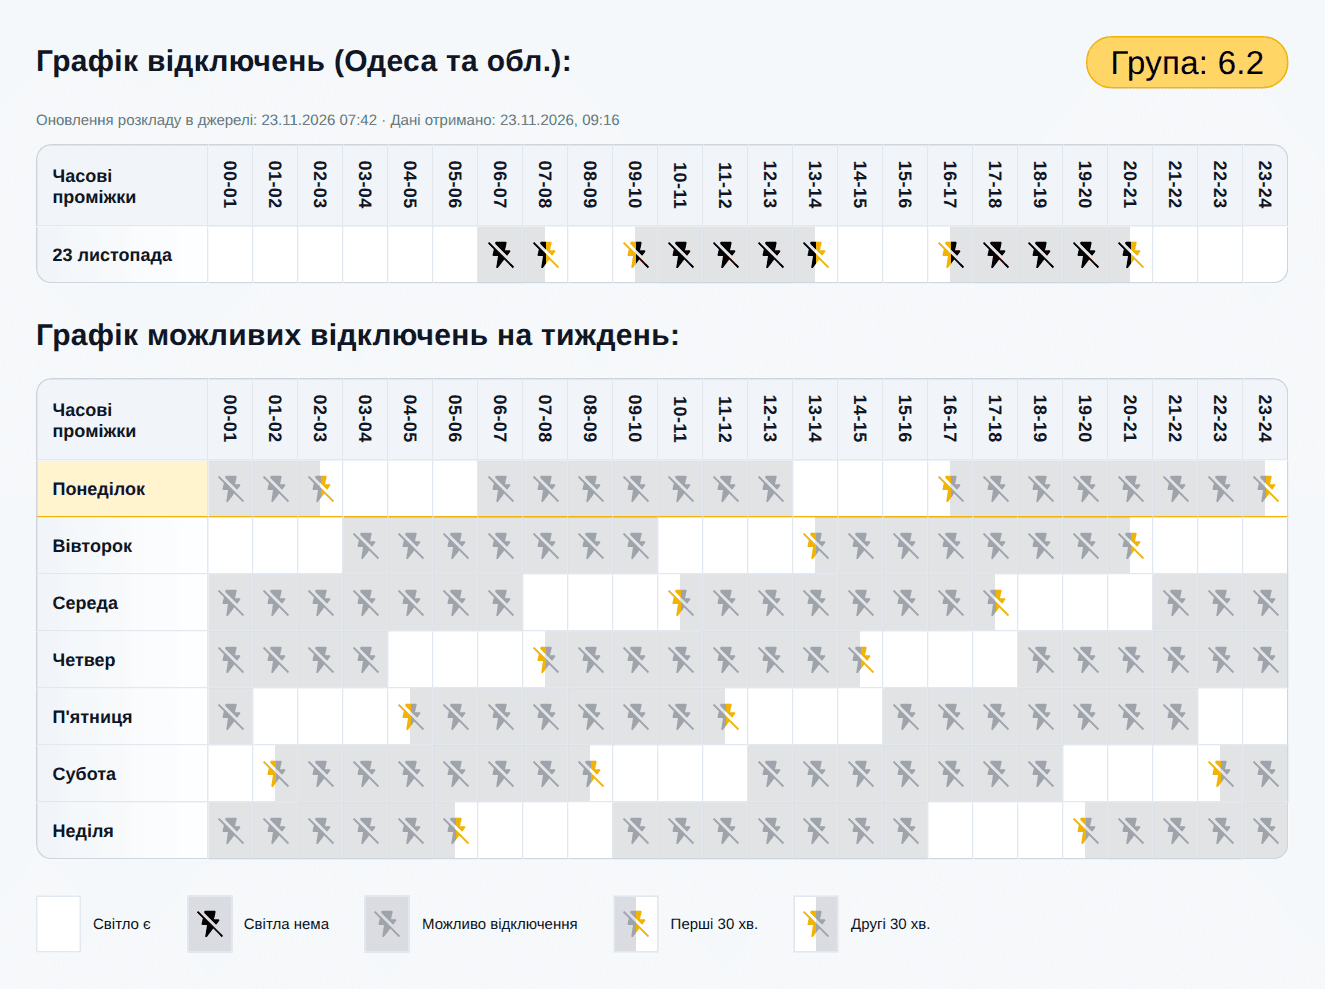 Графік відключень (Одеса та обл.):
Група: 6.2
Оновлення розкладу в джерелі: 23.11.2026 07:42 · Дані отримано: 23.11.2026, 09:16
Часові проміжки 00-01 01-02 02-03 03-04 04-05 05-06 06-07 07-08 08-09 09-10 10-11 11-12 12-13 13-14 14-15 15-16 16-17 17-18 18-19 19-20 20-21 21-22 22-23 23-24
23 листопада
Графік можливих відключень на тиждень:
Часові проміжки 00-01 01-02 02-03 03-04 04-05 05-06 06-07 07-08 08-09 09-10 10-11 11-12 12-13 13-14 14-15 15-16 16-17 17-18 18-19 19-20 20-21 21-22 22-23 23-24
Понеділок
Вівторок
Середа
Четвер
П'ятниця
Субота
Неділя
Світло є Світла нема Можливо відключення Перші 30 хв. Другі 30 хв.